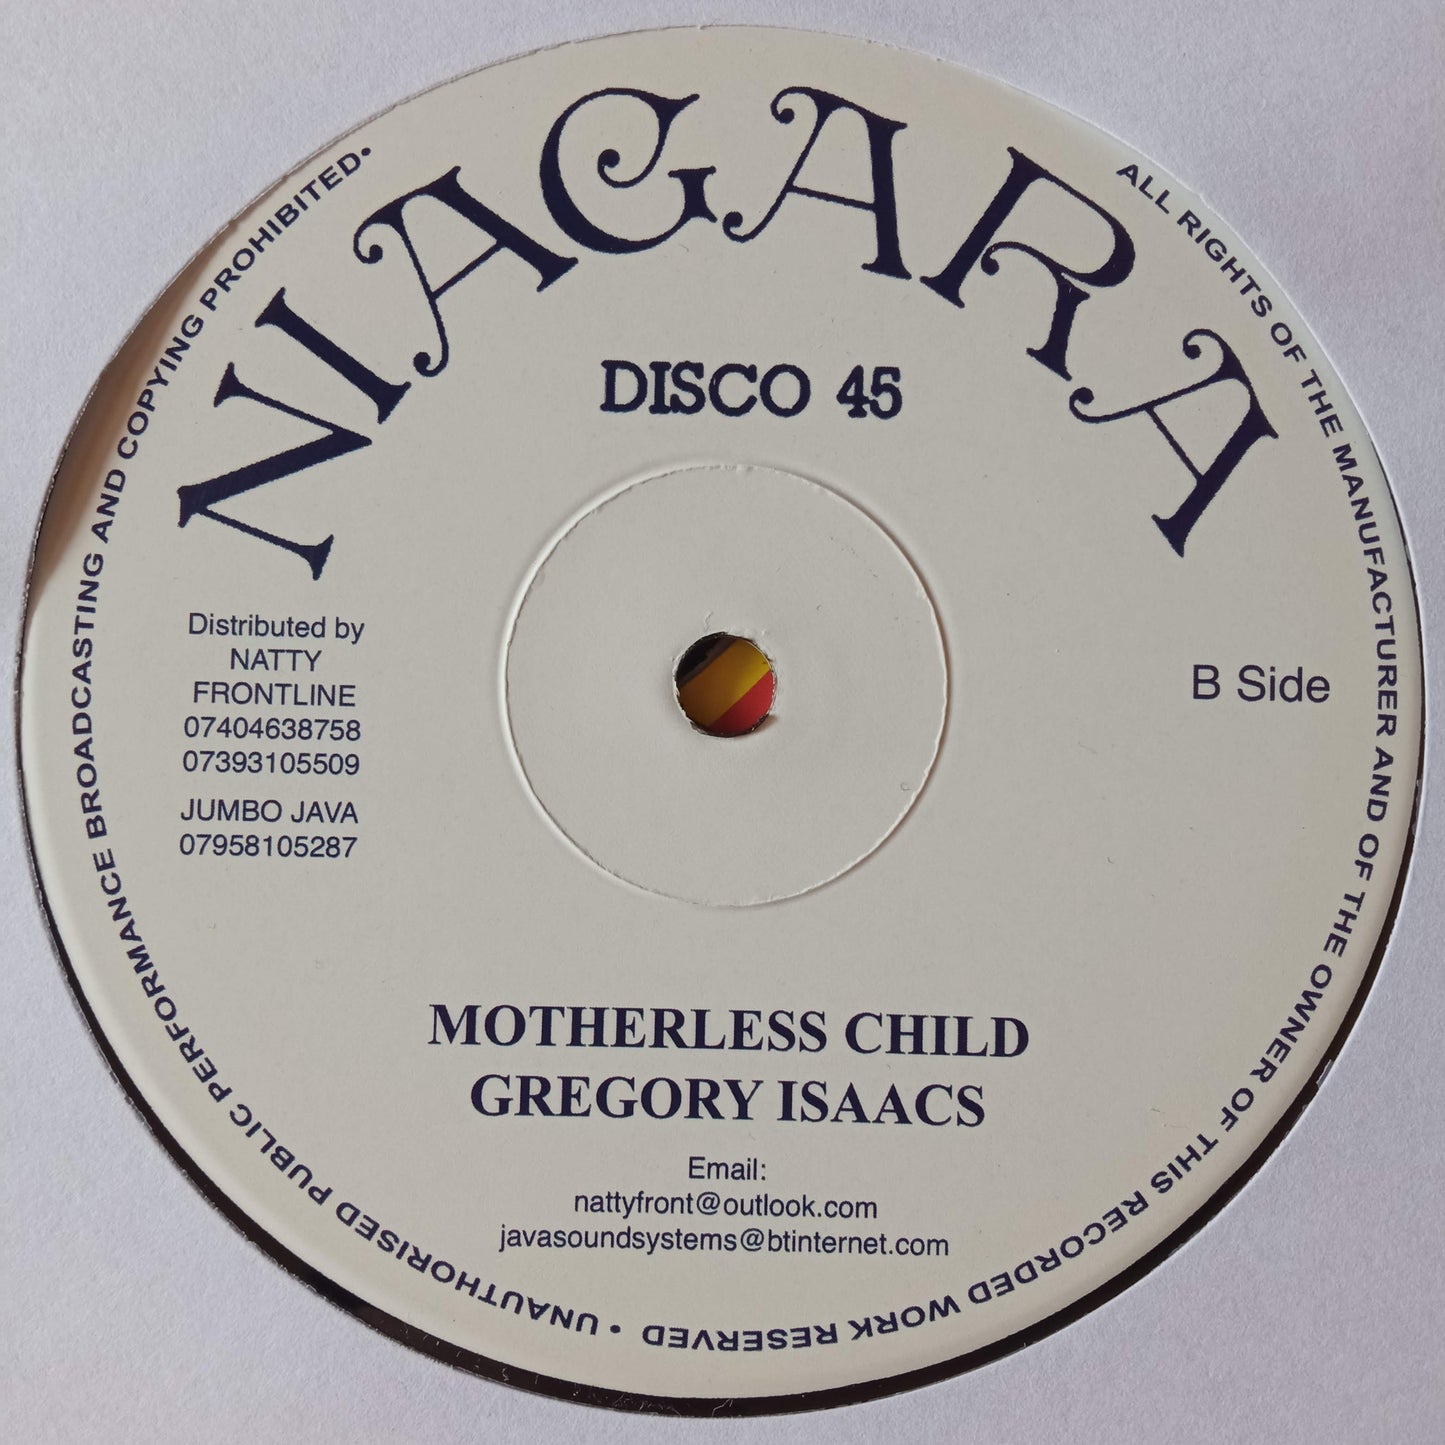 NIAGARA
DISCO 45
Distributed by
NATTY
FRONTLINE
07404638758
07393105509
JUMBO JAVA
07958105287
B Side
MOTHERLESS CHILD
GREGORY ISAACS
Email:
nattyfront@outlook.com
javasoundsystems@btinternet.com
ALL RIGHTS OF THE MANUFACTURER AND OF THE OWNER OF THIS RECORDED WORK RESERVED • UNAUTHORISED PUBLIC PERFORMANCE BROADCASTING AND COPYING PROHIBITED•